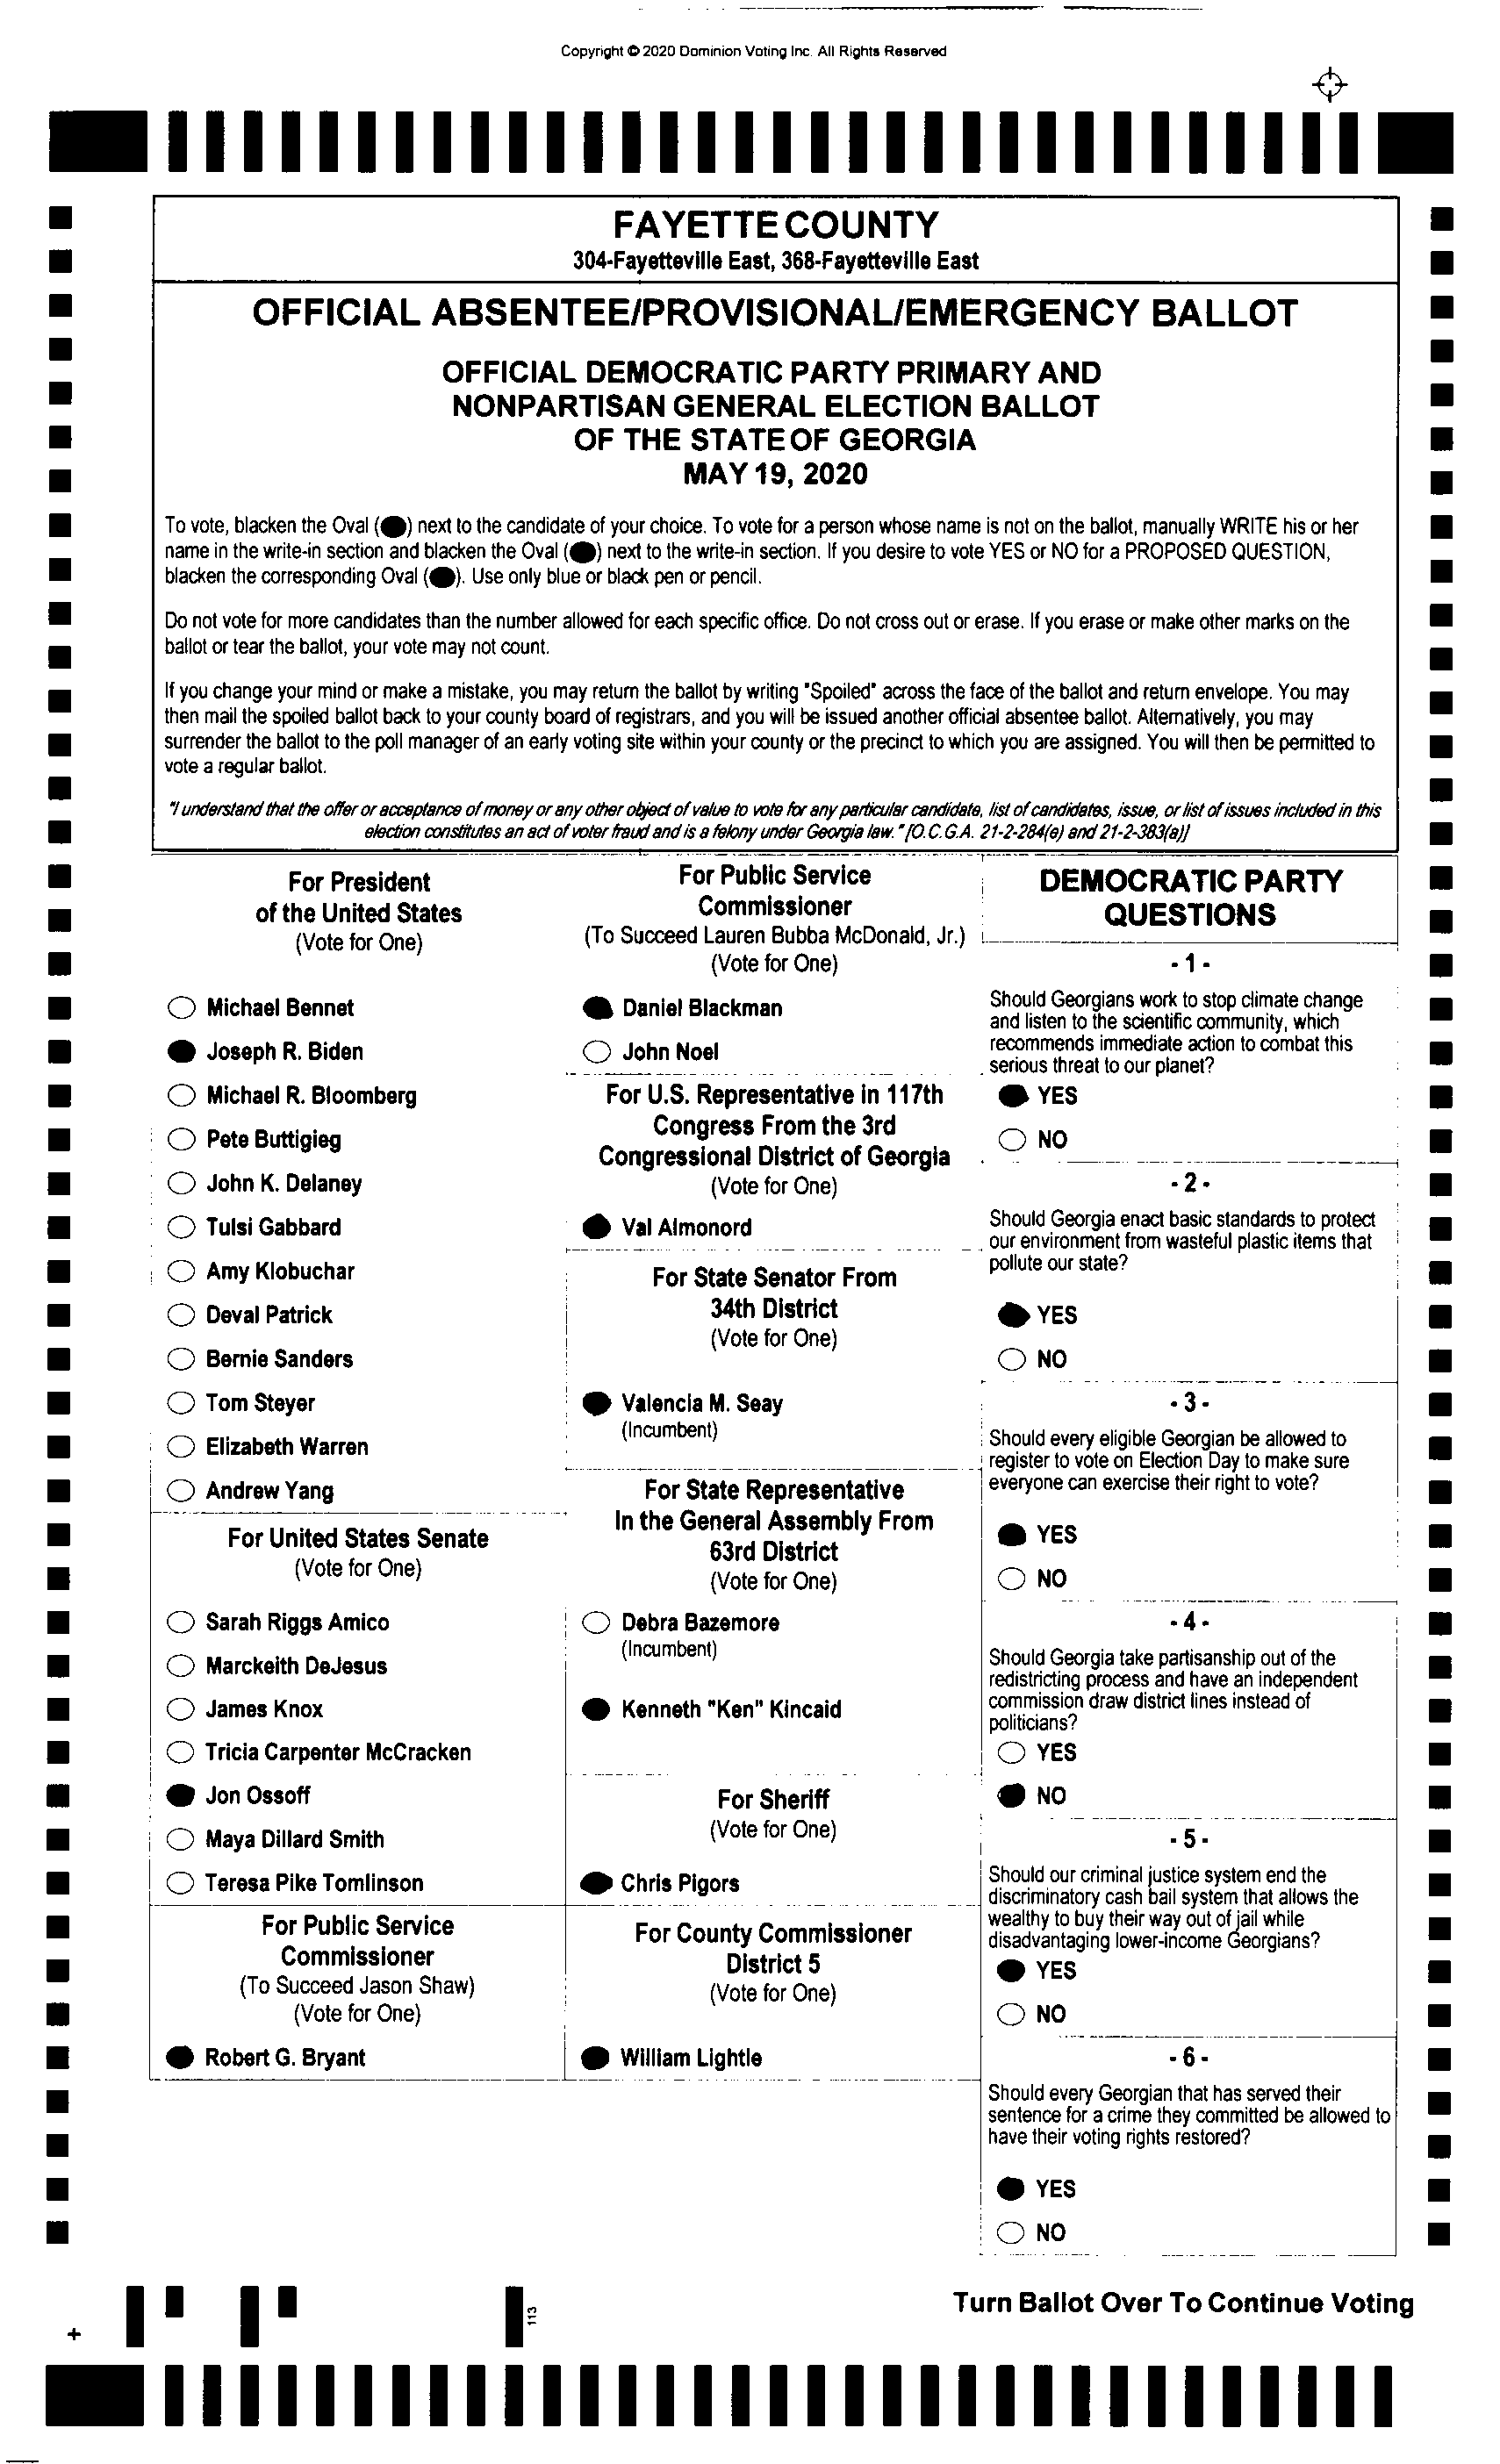 Copyright © 2020 Dominion Voting Inc. All Rights Reserved
FAYETTE COUNTY
304-Fayetteville East, 368-Fayetteville East
OFFICIAL ABSENTEE/PROVISIONAL/EMERGENCY BALLOT
OFFICIAL DEMOCRATIC PARTY PRIMARY AND
NONPARTISAN GENERAL ELECTION BALLOT
OF THE STATE OF GEORGIA
MAY 19, 2020
To vote, blacken the Oval (⬬) next to the candidate of your choice. To vote for a person whose name is not on the ballot, manually WRITE his or her
name in the write-in section and blacken the Oval (⬬) next to the write-in section. If you desire to vote YES or NO for a PROPOSED QUESTION,
blacken the corresponding Oval (⬬). Use only blue or black pen or pencil.
Do not vote for more candidates than the number allowed for each specific office. Do not cross out or erase. If you erase or make other marks on the
ballot or tear the ballot, your vote may not count.
If you change your mind or make a mistake, you may return the ballot by writing "Spoiled" across the face of the ballot and return envelope. You may
then mail the spoiled ballot back to your county board of registrars, and you will be issued another official absentee ballot. Alternatively, you may
surrender the ballot to the poll manager of an early voting site within your county or the precinct to which you are assigned. You will then be permitted to
vote a regular ballot.
"I understand that the offer or acceptance of money or any other object of value to vote for any particular candidate, list of candidates, issue, or list of issues included in this
election constitutes an act of voter fraud and is a felony under Georgia law." [O.C.G.A. 21-2-284(e) and 21-2-383(a)]
For President
of the United States
(Vote for One)
Michael Bennet
Joseph R. Biden
Michael R. Bloomberg
Pete Buttigieg
John K. Delaney
Tulsi Gabbard
Amy Klobuchar
Deval Patrick
Bernie Sanders
Tom Steyer
Elizabeth Warren
Andrew Yang
For United States Senate
(Vote for One)
Sarah Riggs Amico
Marckeith DeJesus
James Knox
Tricia Carpenter McCracken
Jon Ossoff
Maya Dillard Smith
Teresa Pike Tomlinson
For Public Service
Commissioner
(To Succeed Jason Shaw)
(Vote for One)
Robert G. Bryant
For Public Service
Commissioner
(To Succeed Lauren Bubba McDonald, Jr.)
(Vote for One)
Daniel Blackman
John Noel
For U.S. Representative in 117th
Congress From the 3rd
Congressional District of Georgia
(Vote for One)
Val Almonord
For State Senator From
34th District
(Vote for One)
Valencia M. Seay
(Incumbent)
For State Representative
In the General Assembly From
63rd District
(Vote for One)
Debra Bazemore
(Incumbent)
Kenneth "Ken" Kincaid
For Sheriff
(Vote for One)
Chris Pigors
For County Commissioner
District 5
(Vote for One)
William Lightle
DEMOCRATIC PARTY
QUESTIONS
- 1 -
Should Georgians work to stop climate change
and listen to the scientific community, which
recommends immediate action to combat this
serious threat to our planet?
YES
NO
- 2 -
Should Georgia enact basic standards to protect
our environment from wasteful plastic items that
pollute our state?
YES
NO
- 3 -
Should every eligible Georgian be allowed to
register to vote on Election Day to make sure
everyone can exercise their right to vote?
YES
NO
- 4 -
Should Georgia take partisanship out of the
redistricting process and have an independent
commission draw district lines instead of
politicians?
YES
NO
- 5 -
Should our criminal justice system end the
discriminatory cash bail system that allows the
wealthy to buy their way out of jail while
disadvantaging lower-income Georgians?
YES
NO
- 6 -
Should every Georgian that has served their
sentence for a crime they committed be allowed to
have their voting rights restored?
YES
NO
113
Turn Ballot Over To Continue Voting